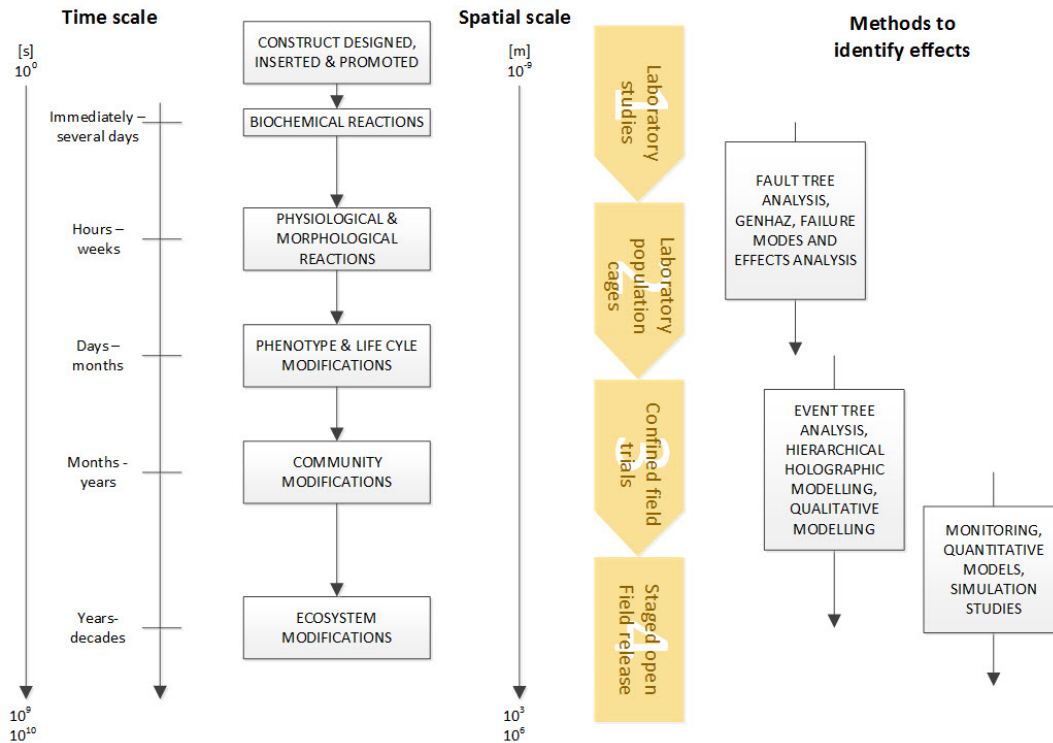 Time scale
[s]
10⁰
Immediately –
several days
Hours –
weeks
Days –
months
Months -
years
Years-
decades
10⁹
10¹⁰
CONSTRUCT DESIGNED,
INSERTED & PROMOTED
BIOCHEMICAL REACTIONS
PHYSIOLOGICAL &
MORPHOLOGICAL
REACTIONS
PHENOTYPE & LIFE CYLE
MODIFICATIONS
COMMUNITY
MODIFICATIONS
ECOSYSTEM
MODIFICATIONS
Spatial scale
[m]
10⁻⁹
10³
10⁶
1
Laboratory
studies
2
Laboratory
population
cages
3
Confined field
trials
4
Staged open
Field release
Methods to
identify effects
FAULT TREE
ANALYSIS,
GENHAZ, FAILURE
MODES AND
EFFECTS ANALYSIS
EVENT TREE
ANALYSIS,
HIERARCHICAL
HOLOGRAPHIC
MODELLING,
QUALITATIVE
MODELLING
MONITORING,
QUANTITATIVE
MODELS,
SIMULATION
STUDIES